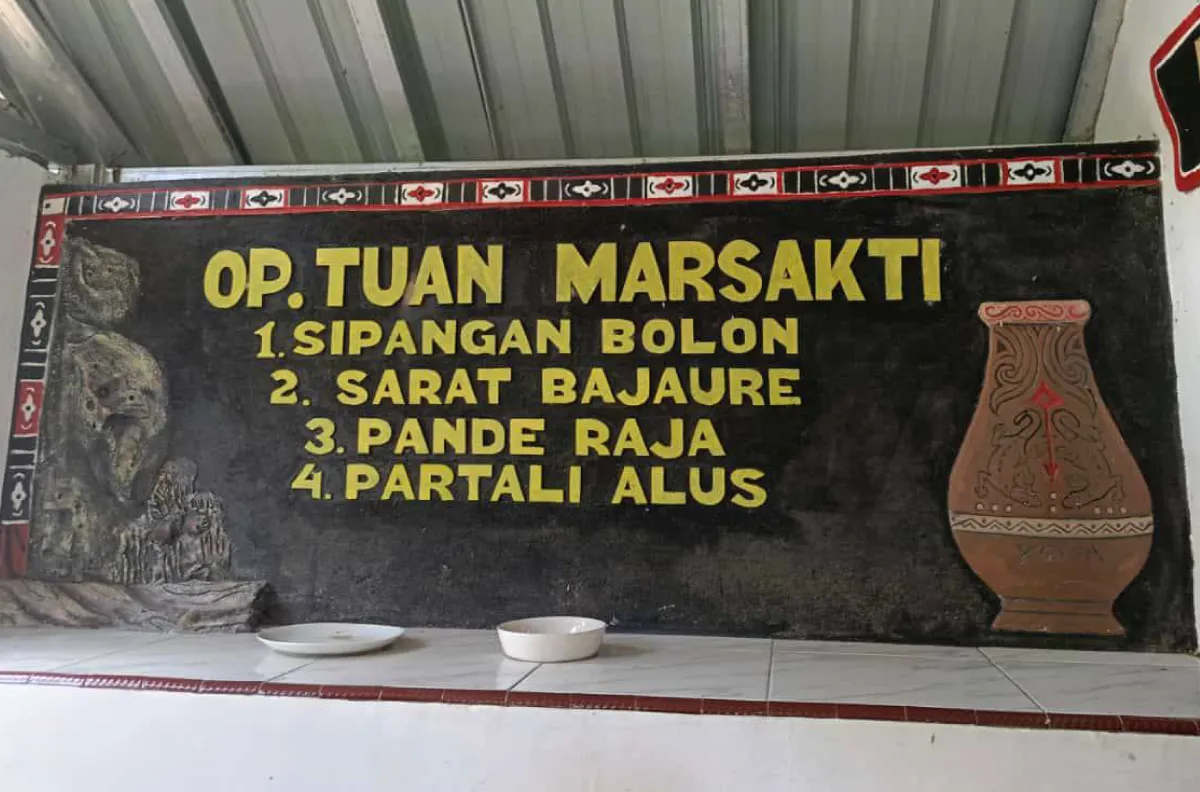 OP. TUAN MARSAKTI
1. SIPANGAN BOLON
2. SARAT BAJAURE
3. PANDE RAJA
4. PARTALI ALUS